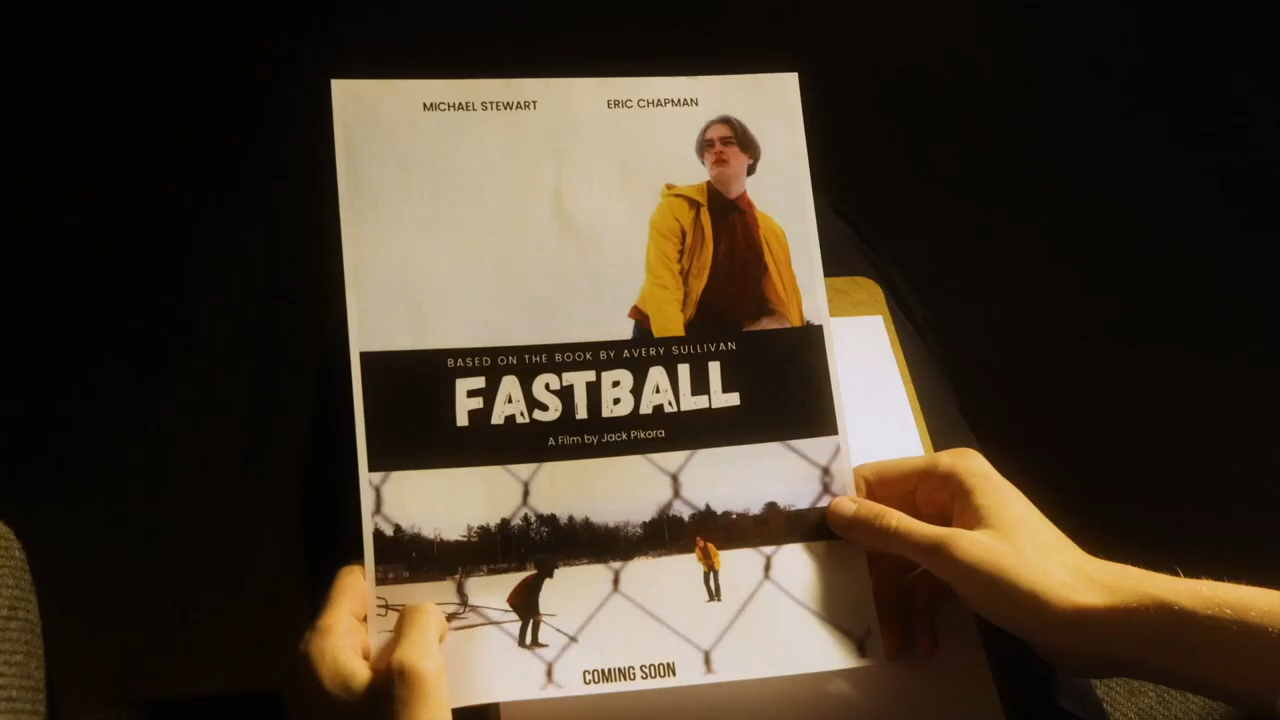 MICHAEL STEWART ERIC CHAPMAN
BASED ON THE BOOK BY AVERY SULLIVAN
FASTBALL
A Film by Jack Pikora
COMING SOON